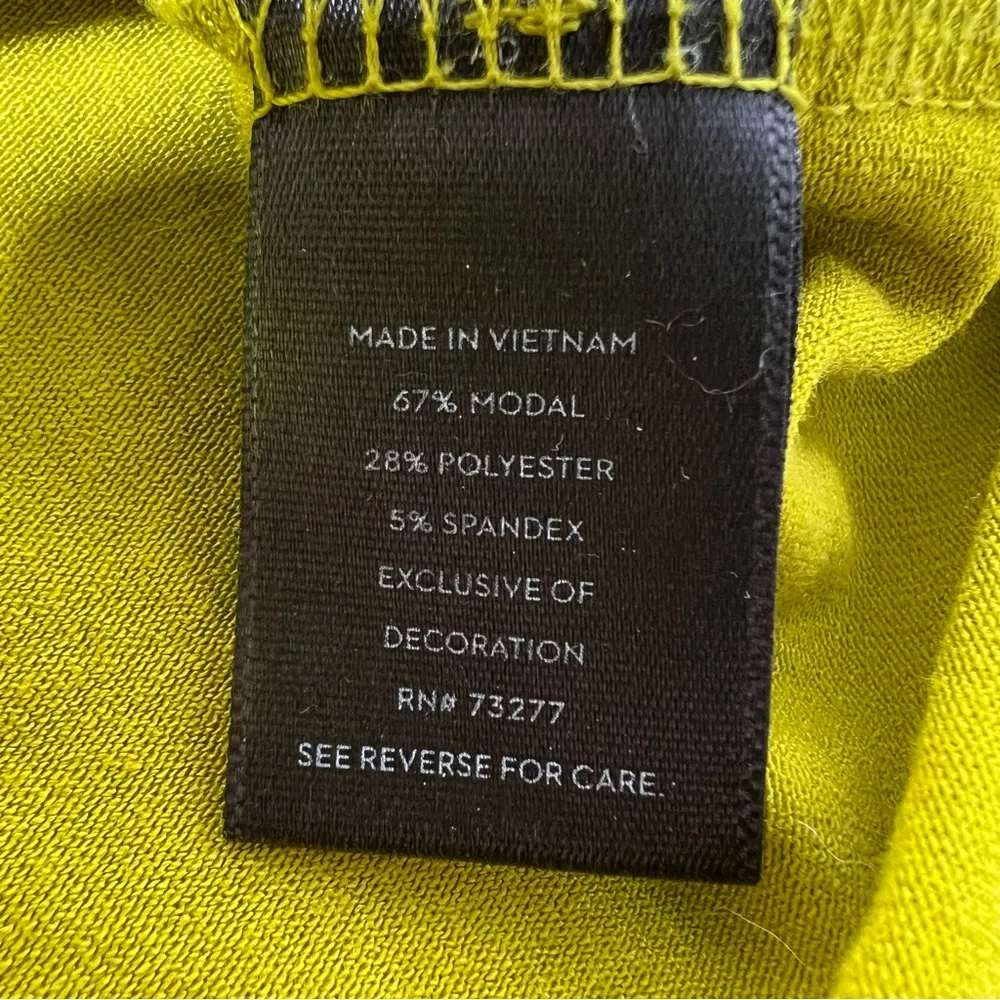 MADE IN VIETNAM
67% MODAL
28% POLYESTER
5% SPANDEX
EXCLUSIVE OF
DECORATION
RN# 73277
SEE REVERSE FOR CARE.